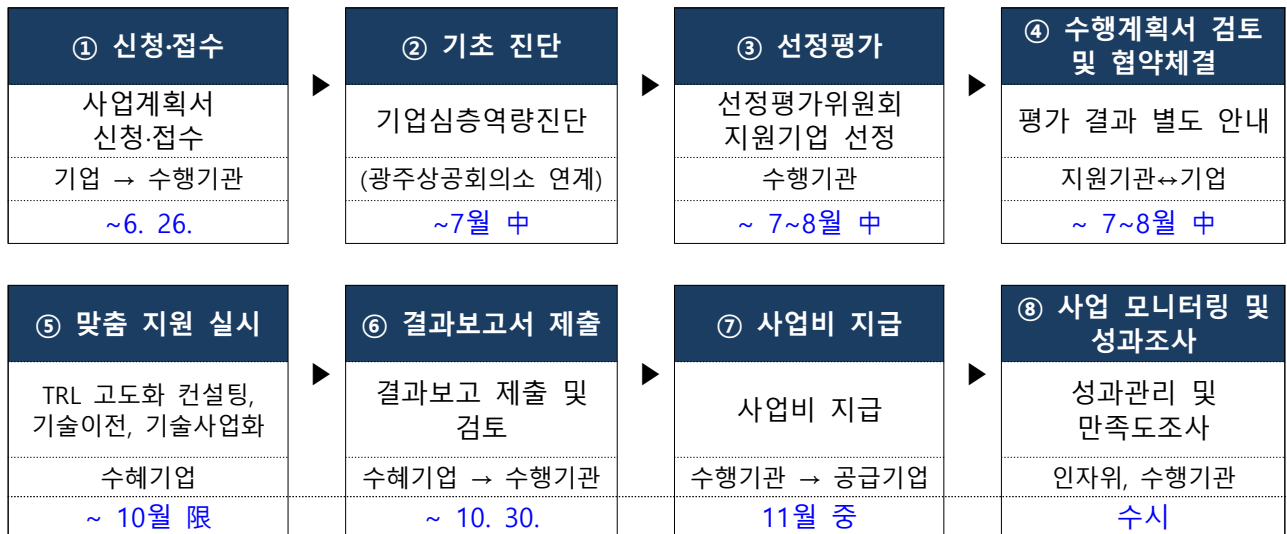 ① 신청·접수
사업계획서
신청·접수
기업 → 수행기관
~6. 26.
▶
② 기초 진단
기업심층역량진단
(광주상공회의소 연계)
~7월 中
▶
③ 선정평가
선정평가위원회
지원기업 선정
수행기관
~ 7~8월 中
▶
④ 수행계획서 검토
및 협약체결
평가 결과 별도 안내
지원기관↔기업
~ 7~8월 中
⑤ 맞춤 지원 실시
TRL 고도화 컨설팅,
기술이전, 기술사업화
수혜기업
~ 10월 限
▶
⑥ 결과보고서 제출
결과보고 제출 및
검토
수혜기업 → 수행기관
~ 10. 30.
▶
⑦ 사업비 지급
사업비 지급
수행기관 → 공급기업
11월 중
▶
⑧ 사업 모니터링 및
성과조사
성과관리 및
만족도조사
인자위, 수행기관
수시